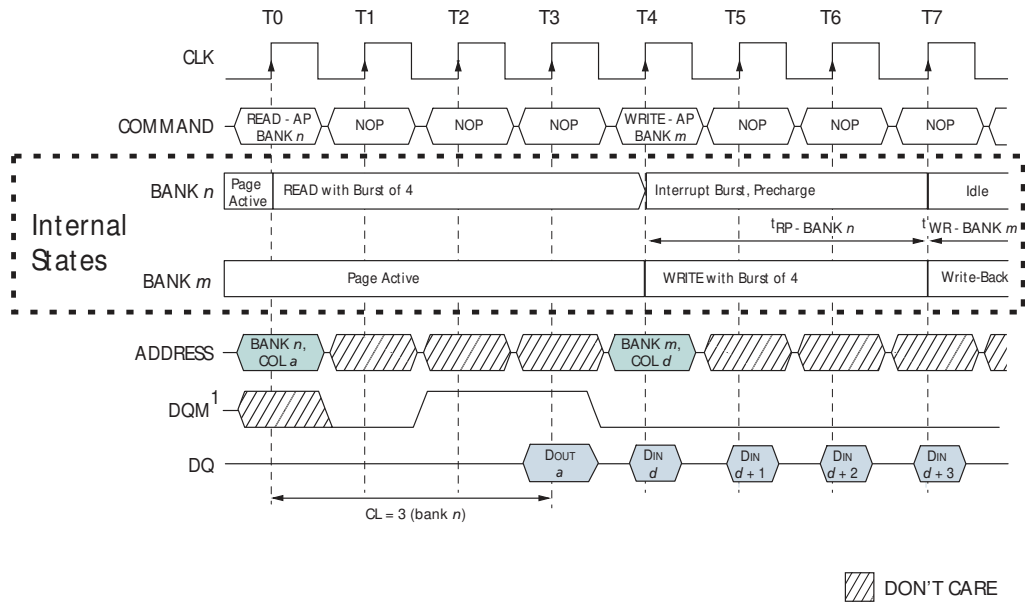 T0 T1 T2 T3 T4 T5 T6 T7
CLK
COMMAND
READ - AP
BANK n
NOP
NOP
NOP
WRITE - AP
BANK m
NOP
NOP
NOP
Internal
States
BANK n
Page
Active
READ with Burst of 4
Interrupt Burst, Precharge
Idle
tRP - BANK n
tWR - BANK m
BANK m
Page Active
WRITE with Burst of 4
Write-Back
ADDRESS
BANK n,
COL a
BANK m,
COL d
DQM1
DQ
DOUT
a
DIN
d
DIN
d + 1
DIN
d + 2
DIN
d + 3
CL = 3 (bank n)
DON'T CARE